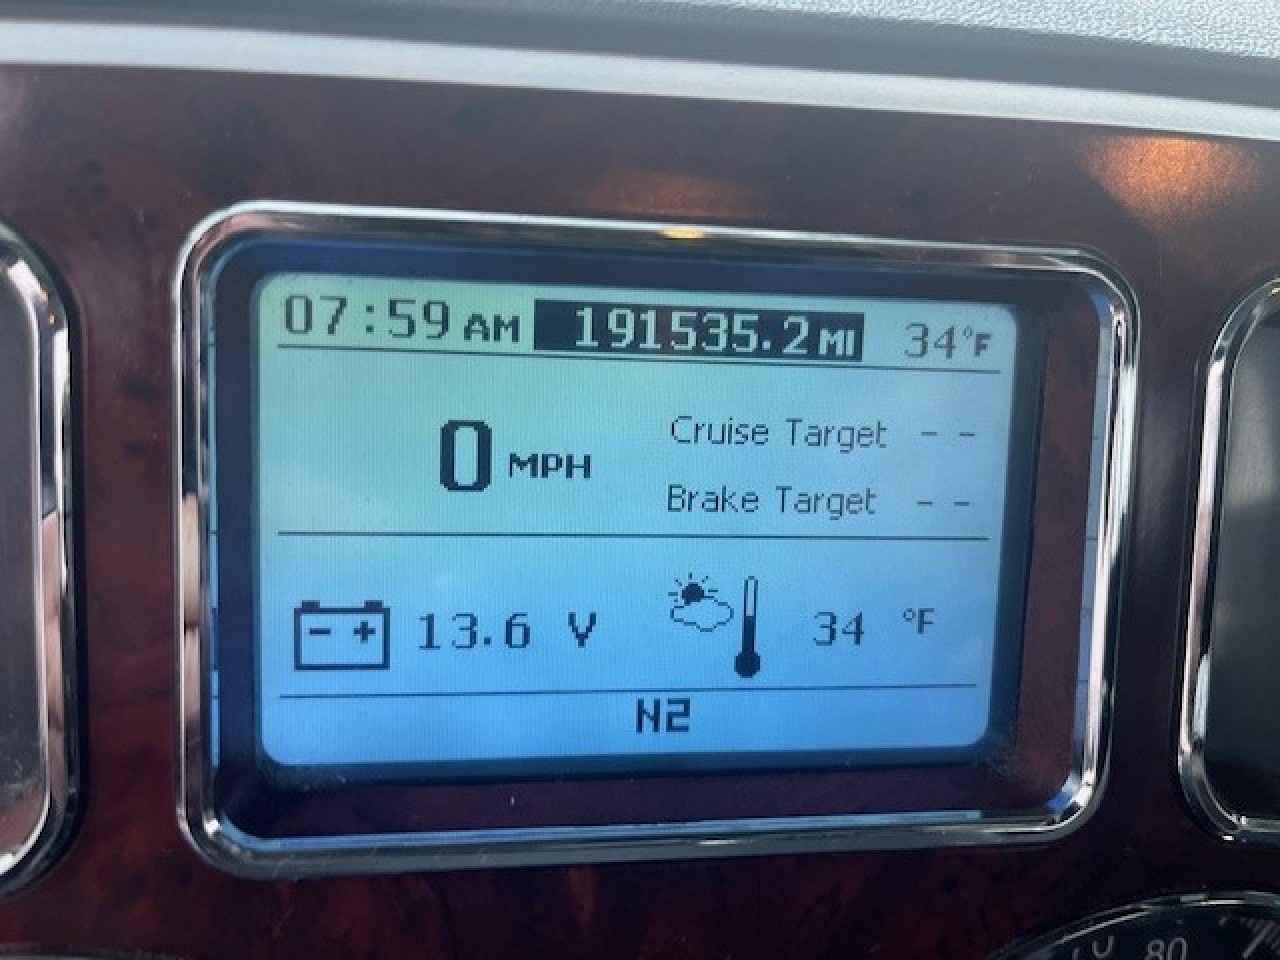 07:59 AM 191535.2 MI 34°F
0 MPH
Cruise Target - -
Brake Target - -
- + 13.6 V 34 °F
N2
80